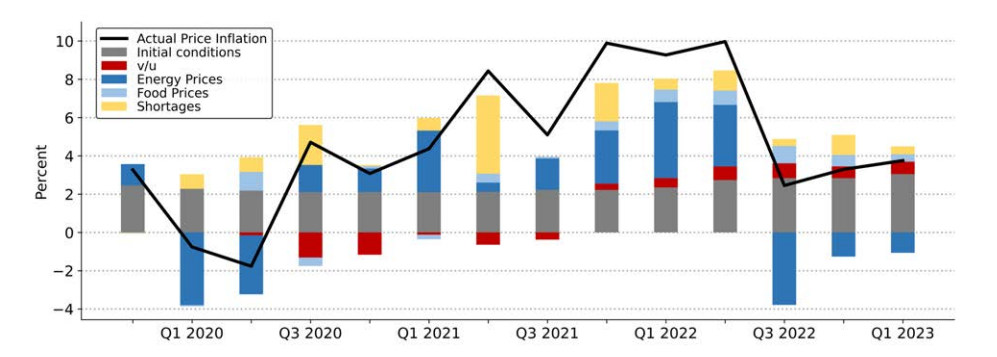 Actual Price Inflation
Initial conditions
v/u
Energy Prices
Food Prices
Shortages
Percent
10
8
6
4
2
0
−2
−4
Q1 2020
Q3 2020
Q1 2021
Q3 2021
Q1 2022
Q3 2022
Q1 2023